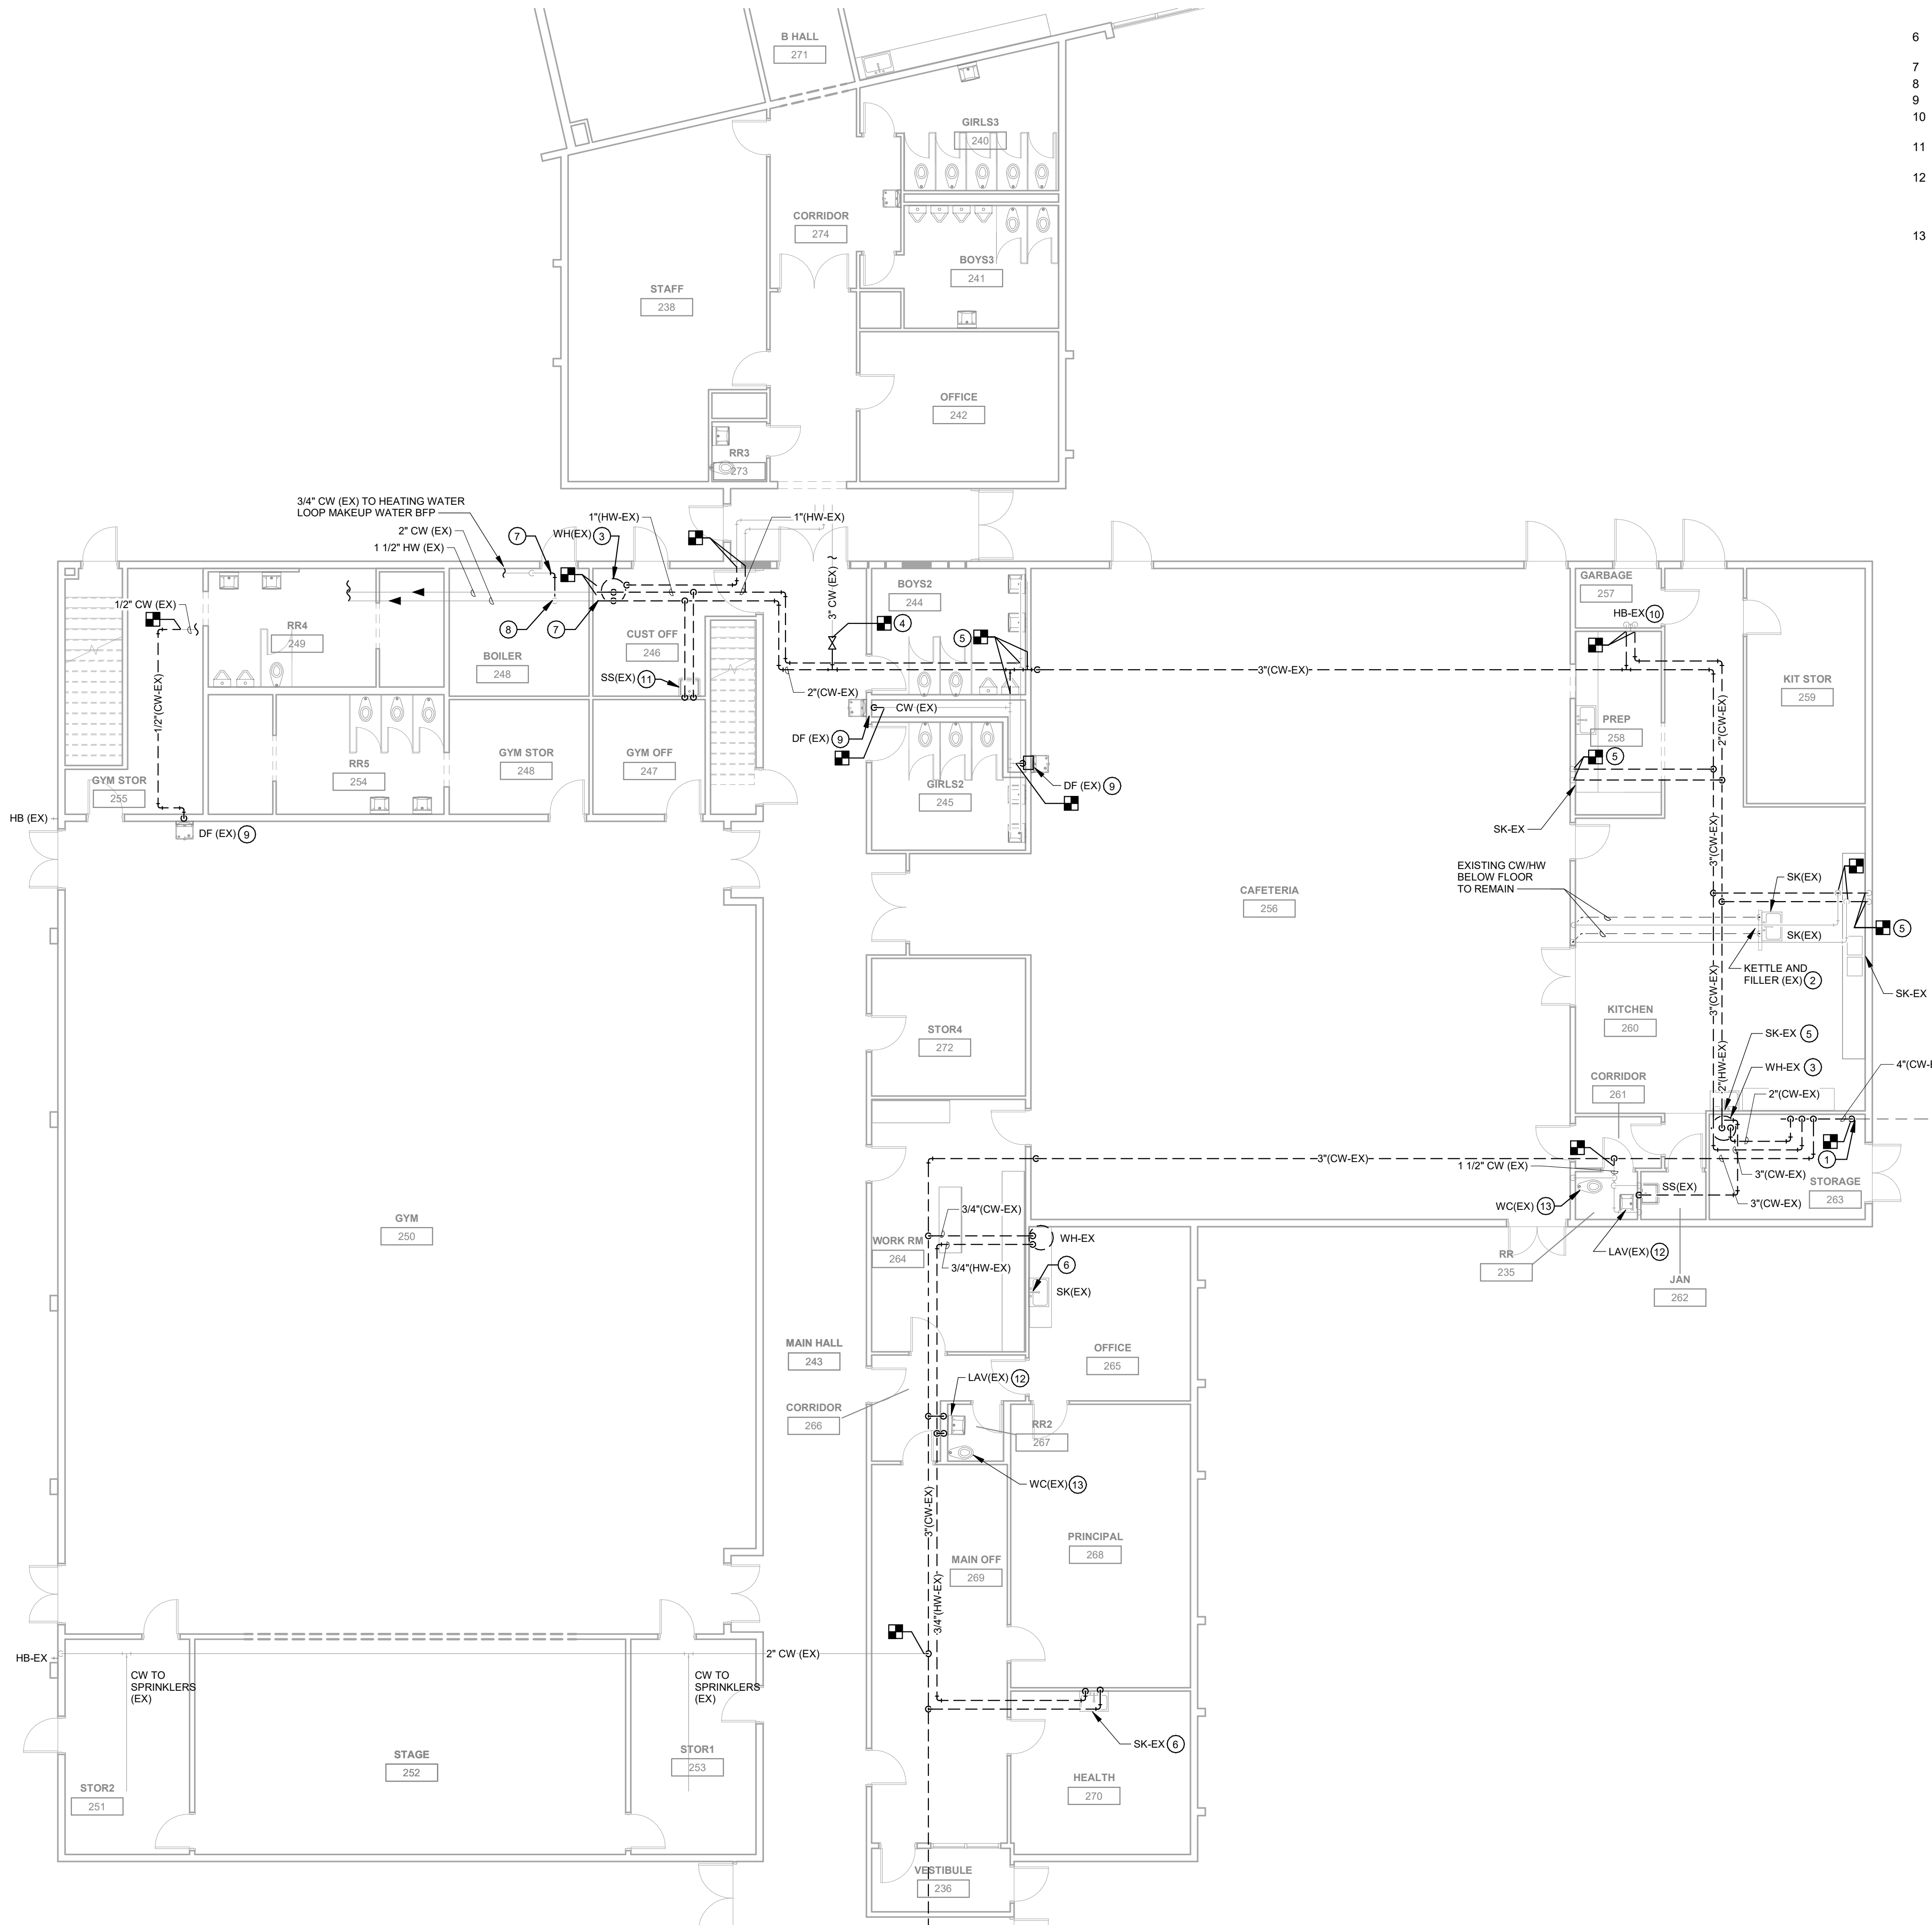 6
7
8
9
10
11
12
13
B HALL
271
GIRLS3
240
CORRIDOR
274
BOYS3
241
STAFF
238
OFFICE
242
RR3
273
3/4" CW (EX) TO HEATING WATER
LOOP MAKEUP WATER BFP
2" CW (EX)
1 1/2" HW (EX)
7
WH(EX) 3
1"(HW-EX)
1"(HW-EX)
3" CW (EX)
4
1/2" CW (EX)
1/2"(CW-EX)
RR4
249
BOILER
248
8
7
CUST OFF
246
SS(EX) 11
BOYS2
244
5
2"(CW-EX)
3"(CW-EX)
CW (EX)
DF (EX) 9
GIRLS2
245
DF (EX) 9
GARBAGE
257
HB-EX 10
KIT STOR
259
PREP
258
5
2"(CW-EX)
3"(CW-EX)
SK-EX
GYM STOR
255
RR5
254
GYM STOR
248
GYM OFF
247
HB (EX)
DF (EX) 9
EXISTING CW/HW
BELOW FLOOR
TO REMAIN
SK(EX)
SK(EX)
5
KETTLE AND
FILLER (EX) 2
SK-EX
CAFETERIA
256
KITCHEN
260
3"(CW-EX)
2"(HW-EX)
SK-EX 5
WH-EX 3
4"(CW-E
2"(CW-EX)
CORRIDOR
261
STOR4
272
3"(CW-EX)
1 1/2" CW (EX)
1
3"(CW-EX)
3"(CW-EX)
STORAGE
263
SS(EX)
WC(EX) 13
LAV(EX) 12
RR
235
JAN
262
GYM
250
WORK RM
264
3/4"(CW-EX)
3/4"(HW-EX)
WH-EX
6
SK(EX)
MAIN HALL
243
OFFICE
265
LAV(EX) 12
CORRIDOR
266
RR2
267
WC(EX) 13
3"(CW-EX)
3/4"(HW-EX)
PRINCIPAL
268
MAIN OFF
269
HB-EX
2" CW (EX)
CW TO
SPRINKLERS
(EX)
CW TO
SPRINKLERS
(EX)
SK-EX 6
STAGE
252
STOR1
253
STOR2
251
HEALTH
270
VESTIBULE
236